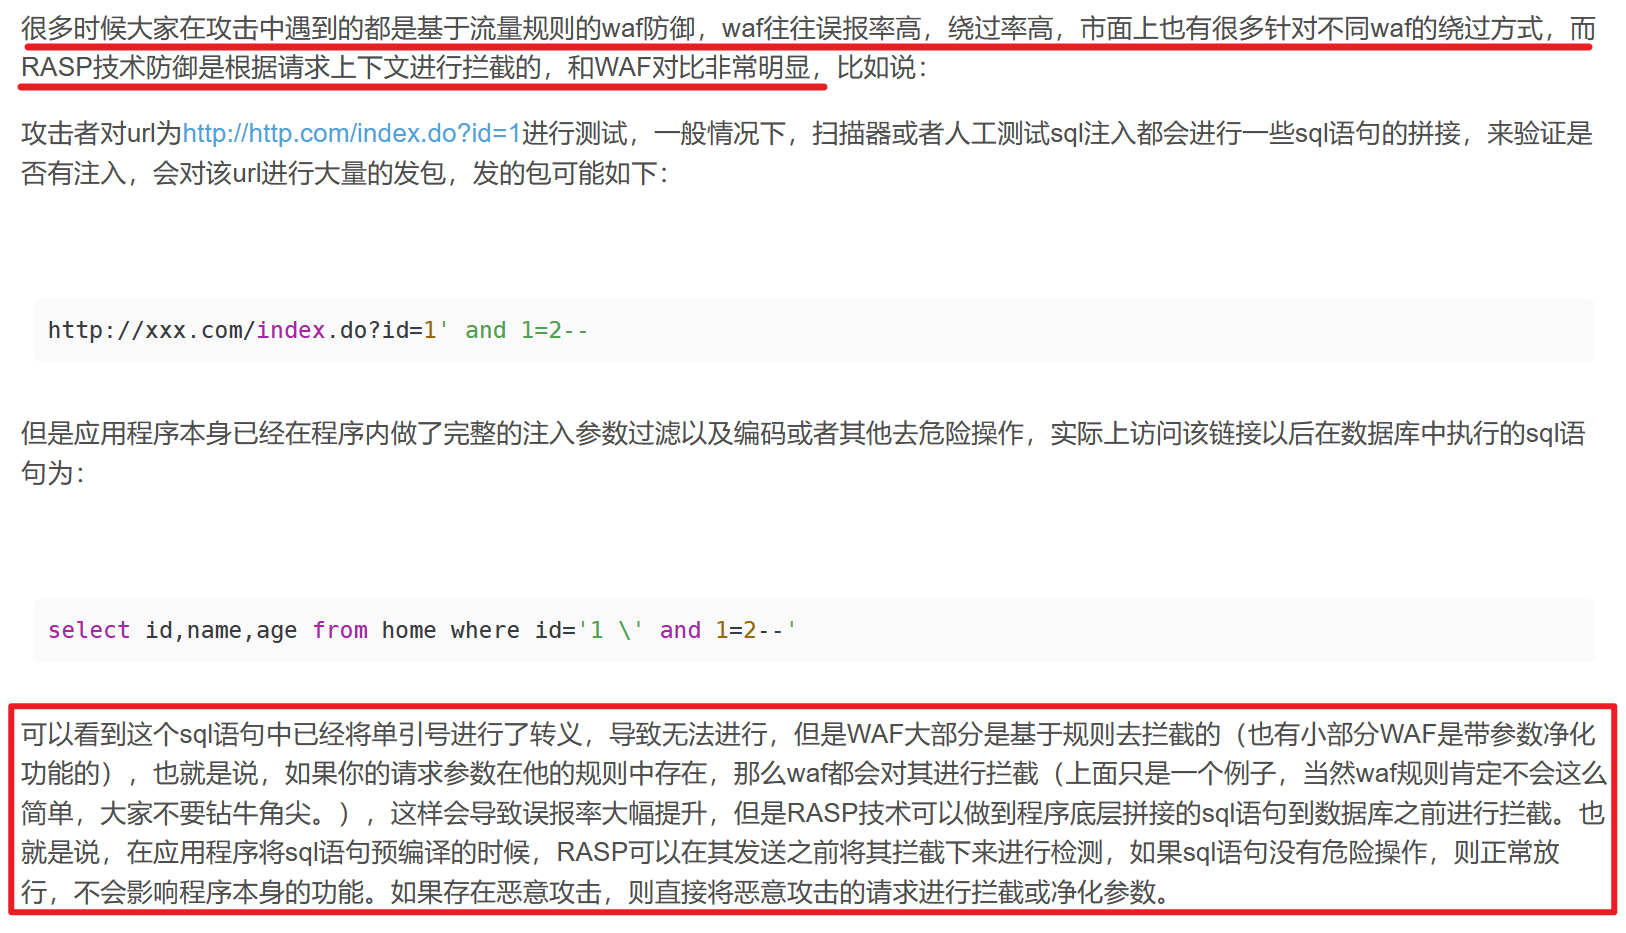 很多时候大家在攻击中遇到的都是基于流量规则的waf防御，waf往往误报率高，绕过率高，市面上也有很多针对不同waf的绕过方式，而
RASP技术防御是根据请求上下文进行拦截的，和WAF对比非常明显，比如说：
攻击者对url为http://http.com/index.do?id=1进行测试，一般情况下，扫描器或者人工测试sql注入都会进行一些sql语句的拼接，来验证是
否有注入，会对该url进行大量的发包，发的包可能如下：
http://xxx.com/index.do?id=1' and 1=2--
但是应用程序本身已经在程序内做了完整的注入参数过滤以及编码或者其他去危险操作，实际上访问该链接以后在数据库中执行的sql语
句为：
select id,name,age from home where id='1 \' and 1=2--'
可以看到这个sql语句中已经将单引号进行了转义，导致无法进行，但是WAF大部分是基于规则去拦截的（也有小部分WAF是带参数净化
功能的），也就是说，如果你的请求参数在他的规则中存在，那么waf都会对其进行拦截（上面只是一个例子，当然waf规则肯定不会这么
简单，大家不要钻牛角尖。），这样会导致误报率大幅提升，但是RASP技术可以做到程序底层拼接的sql语句到数据库之前进行拦截。也
就是说，在应用程序将sql语句预编译的时候，RASP可以在其发送之前将其拦截下来进行检测，如果sql语句没有危险操作，则正常放
行，不会影响程序本身的功能。如果存在恶意攻击，则直接将恶意攻击的请求进行拦截或净化参数。